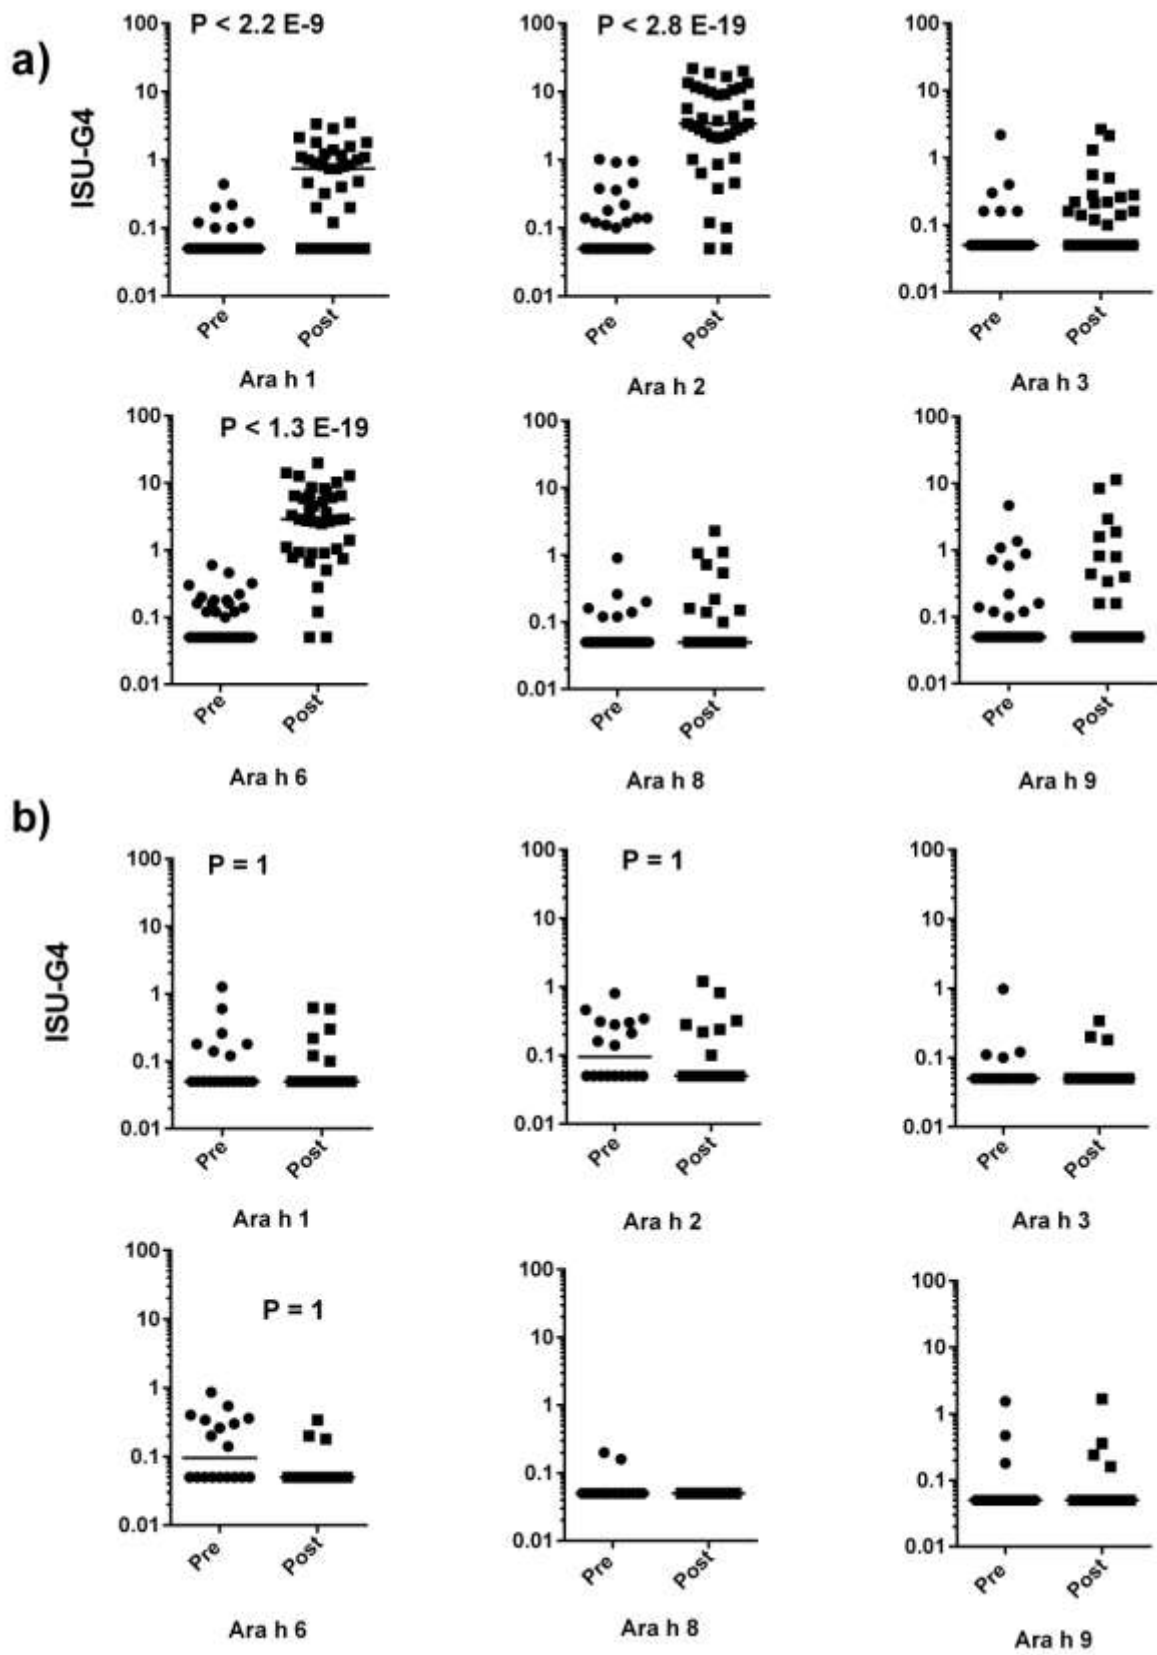 a)
ISU-G4
P < 2.2 E-9
100
10
1
0.1
0.01
Pre
Post
Ara h 1
P < 2.8 E-19
100
10
1
0.1
0.01
Pre
Post
Ara h 2
100
10
1
0.1
0.01
Pre
Post
Ara h 3
P < 1.3 E-19
100
10
1
0.1
0.01
Pre
Post
Ara h 6
100
10
1
0.1
0.01
Pre
Post
Ara h 8
100
10
1
0.1
0.01
Pre
Post
Ara h 9
b)
ISU-G4
P = 1
100
10
1
0.1
0.01
Pre
Post
Ara h 1
P = 1
100
10
1
0.1
0.01
Pre
Post
Ara h 2
100
10
1
0.1
0.01
Pre
Post
Ara h 3
P = 1
100
10
1
0.1
0.01
Pre
Post
Ara h 6
100
10
1
0.1
0.01
Pre
Post
Ara h 8
100
10
1
0.1
0.01
Pre
Post
Ara h 9